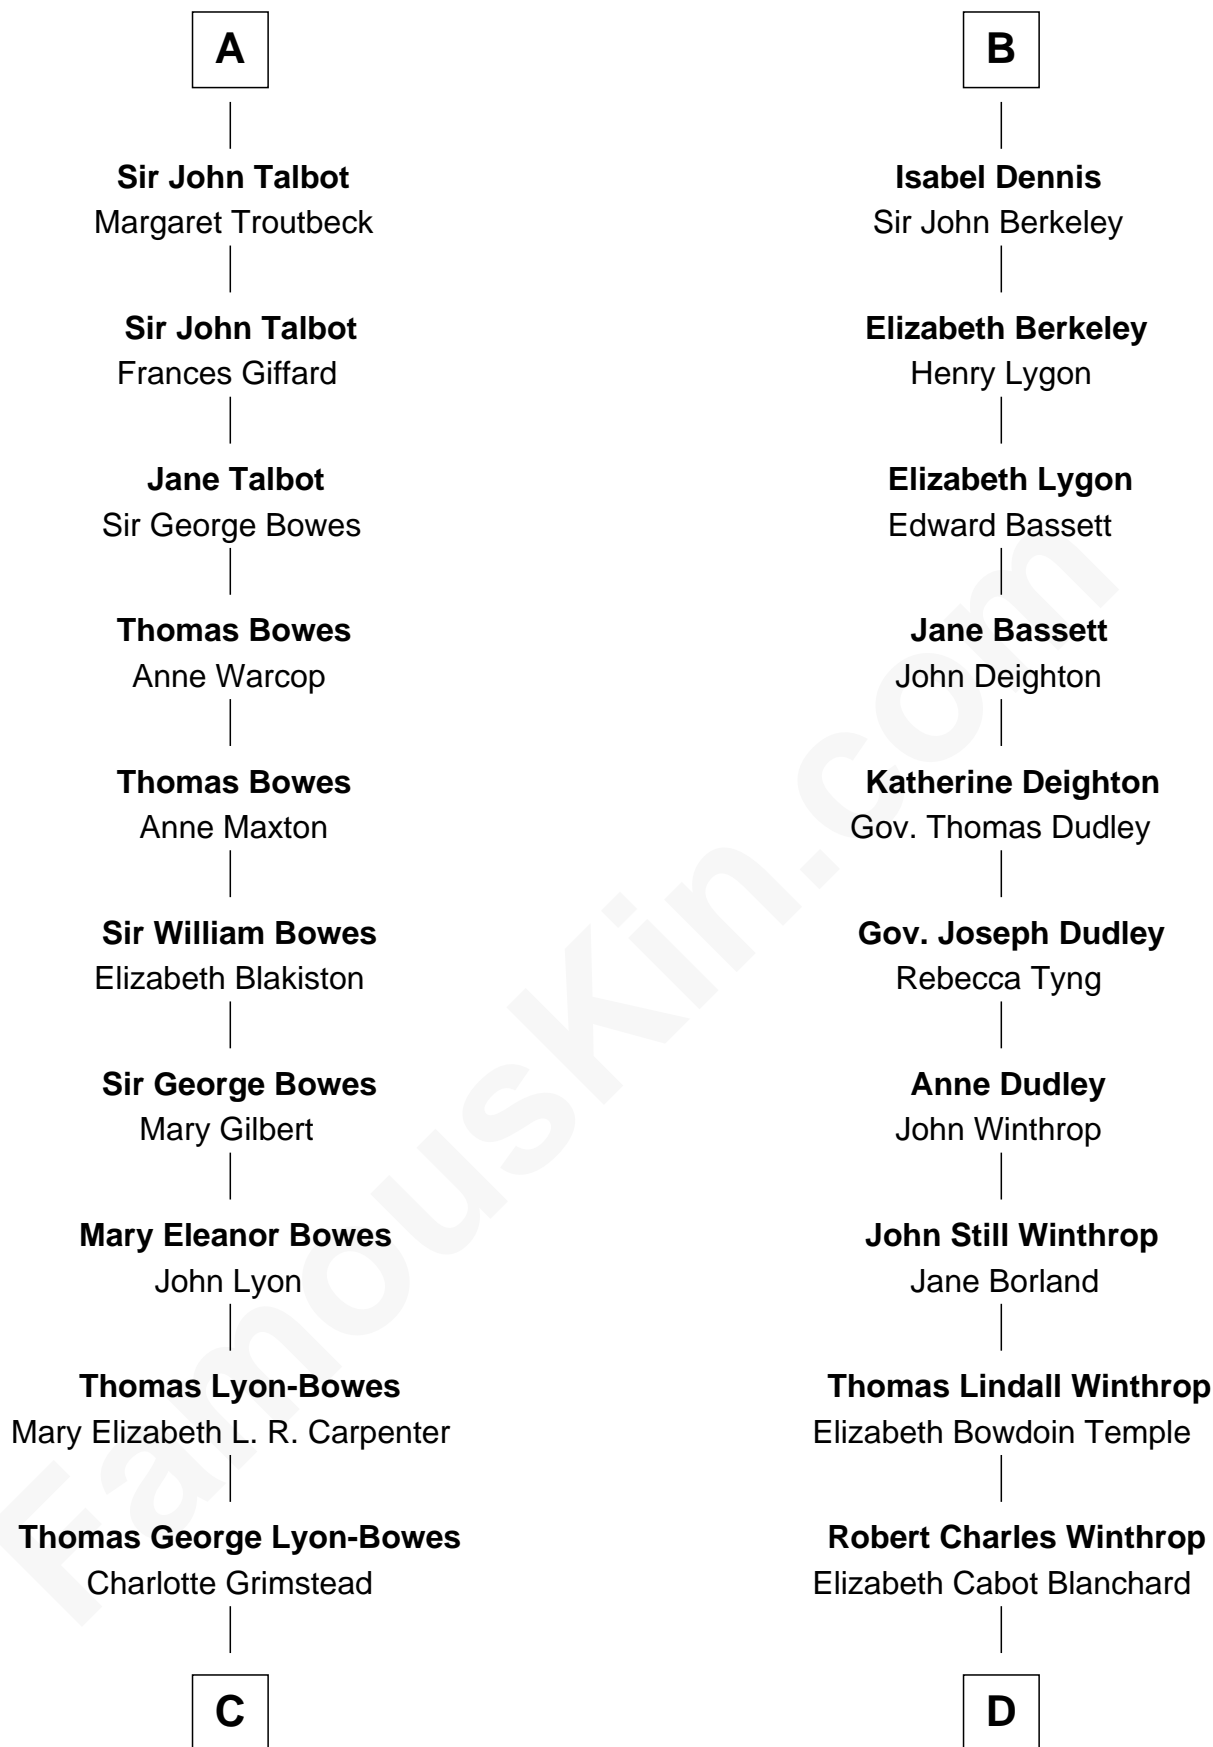 A
Sir John Talbot
Margaret Troutbeck
Sir John Talbot
Frances Giffard
Jane Talbot
Sir George Bowes
Thomas Bowes
Anne Warcop
Thomas Bowes
Anne Maxton
Sir William Bowes
Elizabeth Blakiston
Sir George Bowes
Mary Gilbert
Mary Eleanor Bowes
John Lyon
Thomas Lyon-Bowes
Mary Elizabeth L. R. Carpenter
Thomas George Lyon-Bowes
Charlotte Grimstead
C
B
Isabel Dennis
Sir John Berkeley
Elizabeth Berkeley
Henry Lygon
Elizabeth Lygon
Edward Bassett
Jane Bassett
John Deighton
Katherine Deighton
Gov. Thomas Dudley
Gov. Joseph Dudley
Rebecca Tyng
Anne Dudley
John Winthrop
John Still Winthrop
Jane Borland
Thomas Lindall Winthrop
Elizabeth Bowdoin Temple
Robert Charles Winthrop
Elizabeth Cabot Blanchard
D
FamousKin.com